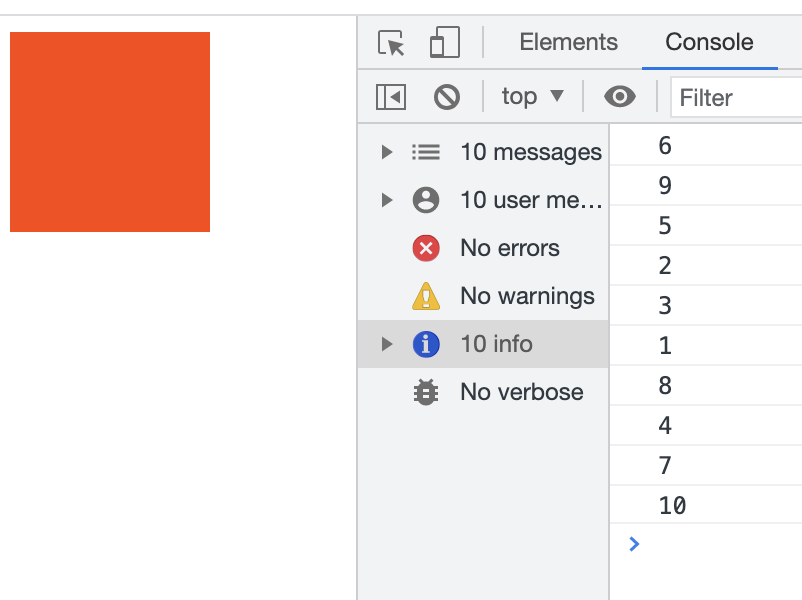 Elements Console
top Filter
10 messages
10 user me...
No errors
No warnings
10 info
No verbose
6
9
5
2
3
1
8
4
7
10